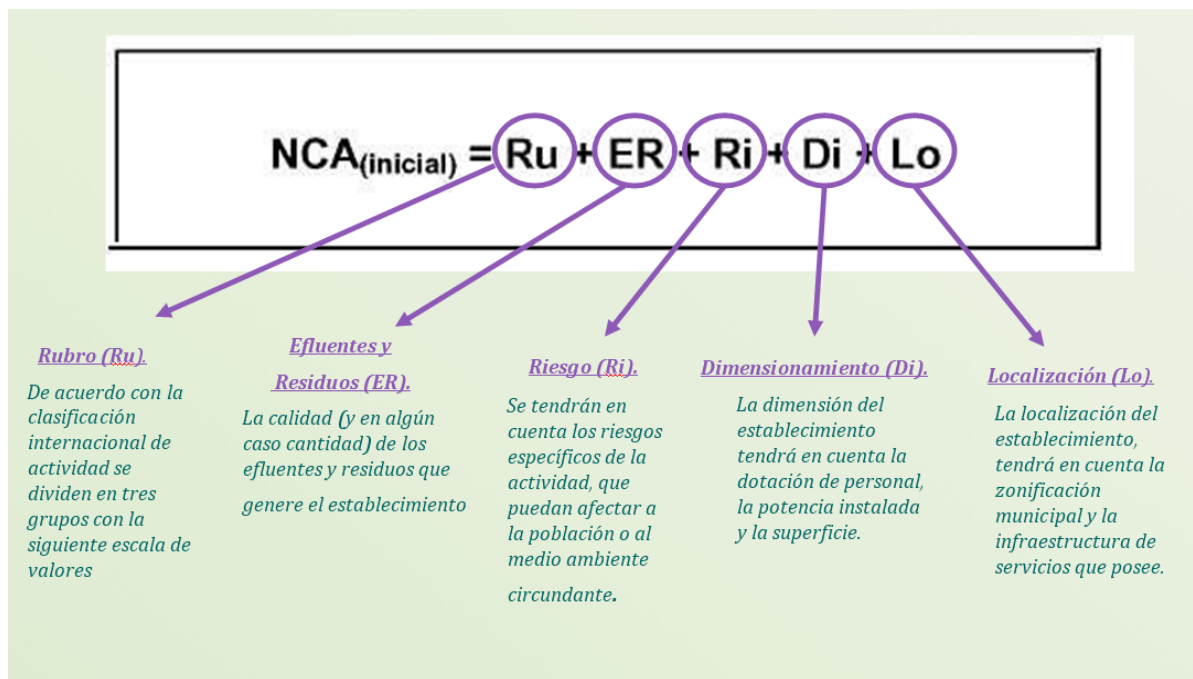 NCA(inicial) = Ru + ER + Ri + Di + Lo
Rubro (Ru).
De acuerdo con la
clasificación
internacional de
actividad se
dividen en tres
grupos con la
siguiente escala de
valores
Efluentes y
Residuos (ER).
La calidad (y en algún
caso cantidad) de los
efluentes y residuos que
genere el establecimiento
Riesgo (Ri).
Se tendrán en
cuenta los riesgos
específicos de la
actividad, que
puedan afectar a
la población o al
medio ambiente
circundante.
Dimensionamiento (Di).
La dimensión del
establecimiento
tendrá en cuenta la
dotación de personal,
la potencia instalada
y la superficie.
Localización (Lo).
La localización del
establecimiento,
tendrá en cuenta la
zonificación
municipal y la
infraestructura de
servicios que posee.